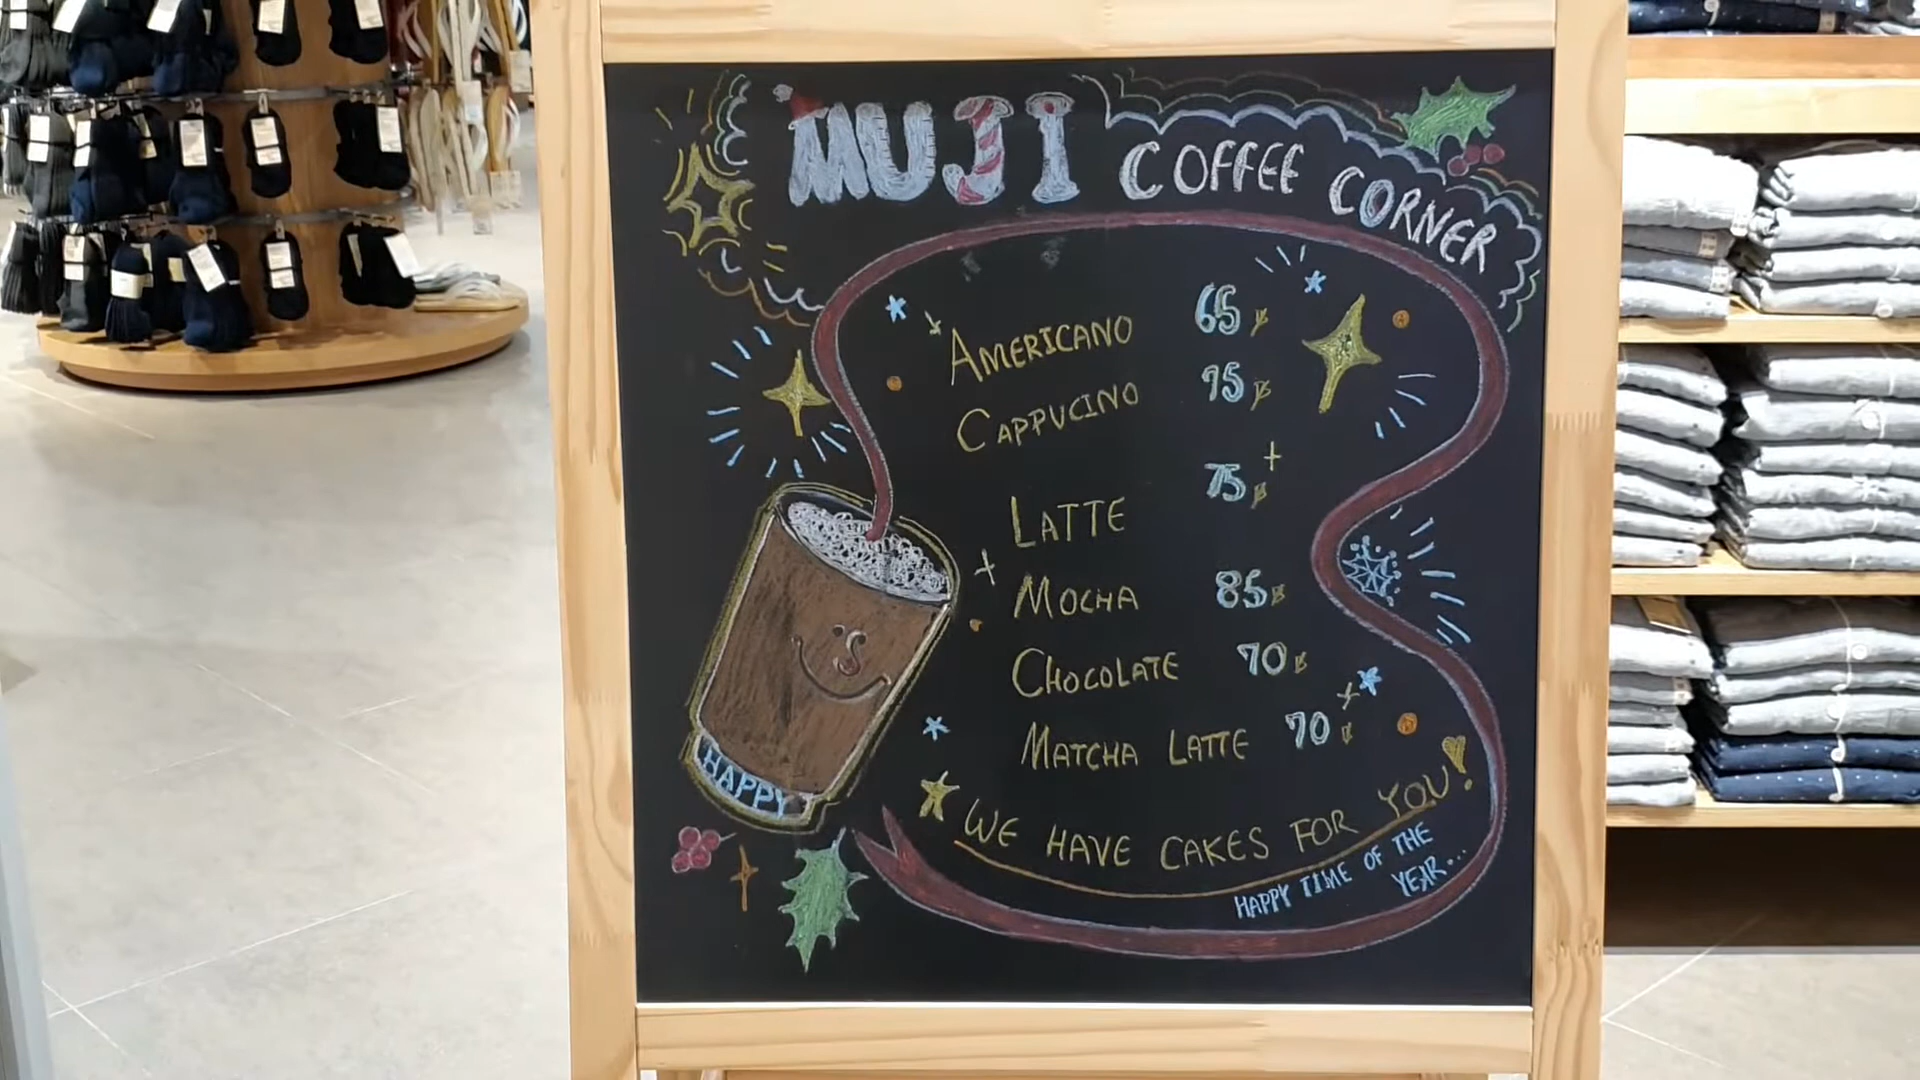 MUJI COFFEE CORNER
AMERICANO 65฿
CAPPUCINO 75฿
LATTE 75฿
MOCHA 85฿
CHOCOLATE 70฿
MATCHA LATTE 70฿
WE HAVE CAKES FOR YOU!
HAPPY TIME OF THE
YEAR...
HAPPY